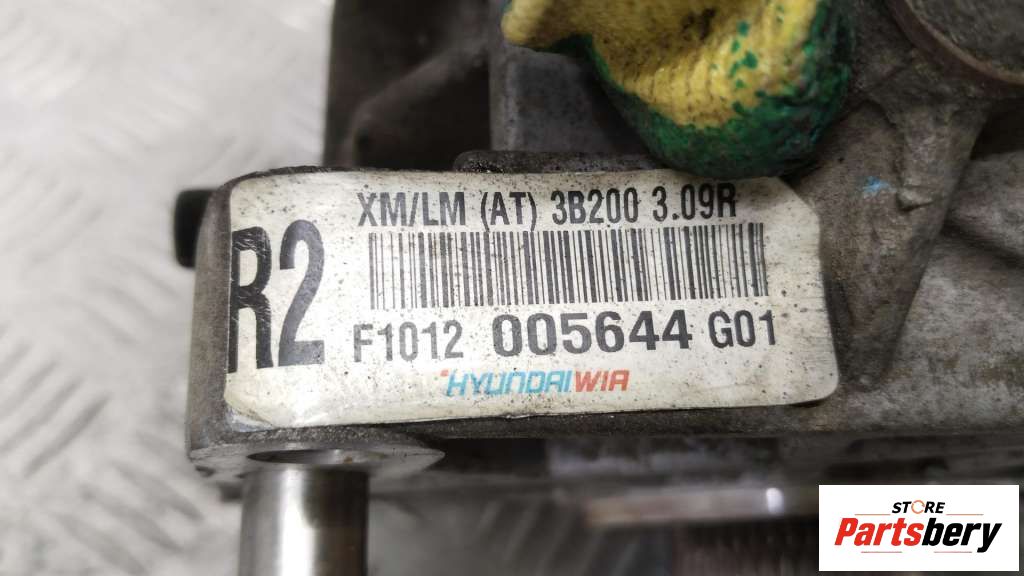 XM/LM (AT) 3B200 3.09R
R2
F1012 005644 G01
HYUNDAI WIA
STORE
Partsbery